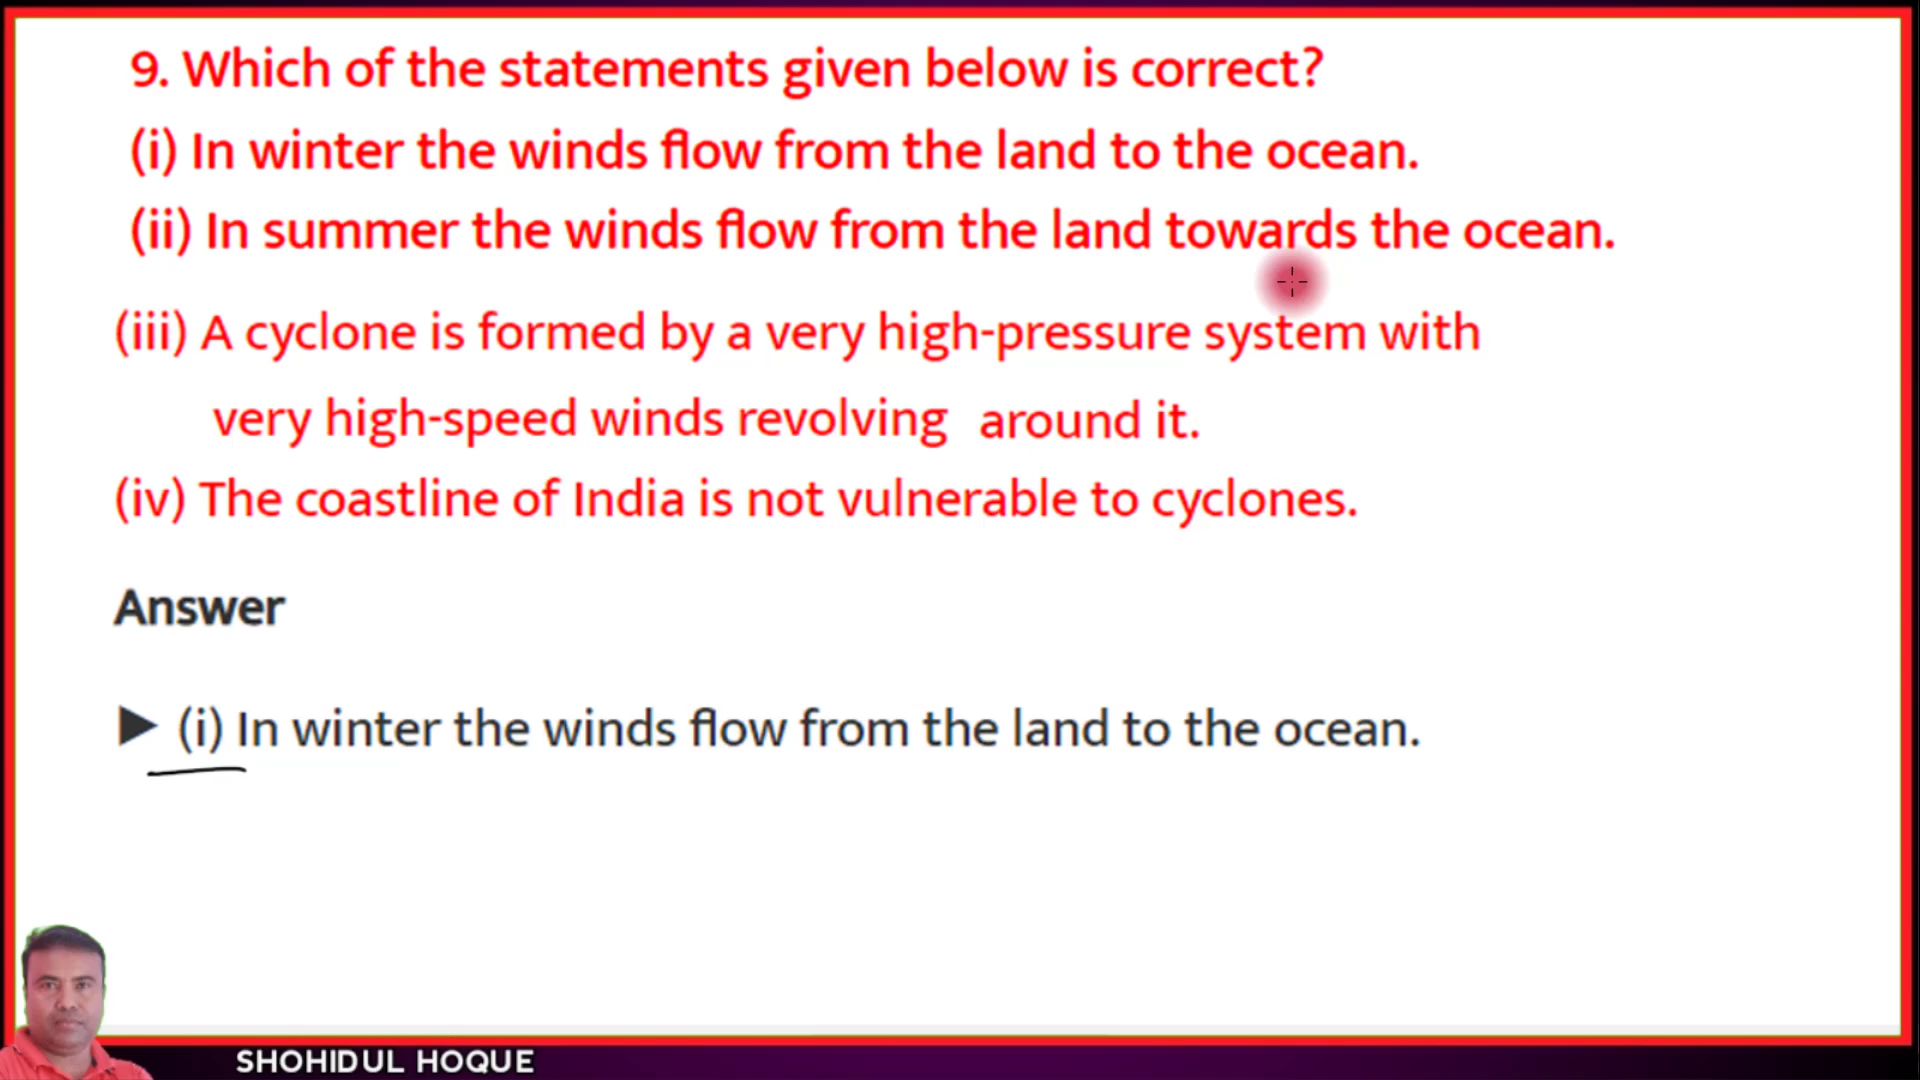 9. Which of the statements given below is correct?
(i) In winter the winds flow from the land to the ocean.
(ii) In summer the winds flow from the land towards the ocean.
(iii) A cyclone is formed by a very high-pressure system with
very high-speed winds revolving around it.
(iv) The coastline of India is not vulnerable to cyclones.
Answer
▶ (i) In winter the winds flow from the land to the ocean.
SHOHIDUL HOQUE